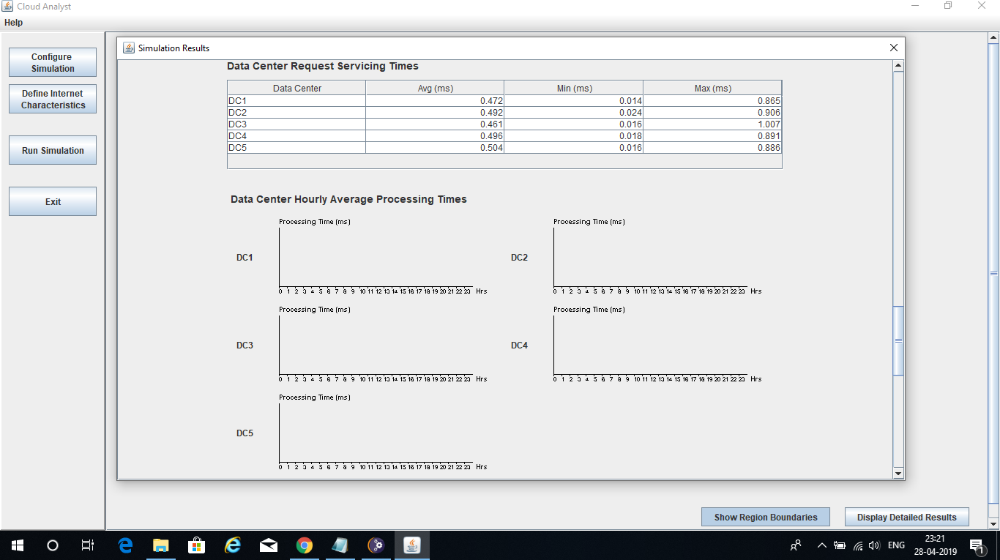 Cloud Analyst
Help
Configure
Simulation
Define Internet
Characteristics
Run Simulation
Exit
Simulation Results
Data Center Request Servicing Times
Data Center Avg (ms) Min (ms) Max (ms)
DC1 0.472 0.014 0.865
DC2 0.492 0.024 0.906
DC3 0.461 0.016 1.007
DC4 0.496 0.018 0.891
DC5 0.504 0.016 0.886
Data Center Hourly Average Processing Times
Processing Time (ms)
DC1
0 1 2 3 4 5 6 7 8 9 10 11 12 13 14 15 16 17 18 19 20 21 22 23 Hrs
Processing Time (ms)
DC2
0 1 2 3 4 5 6 7 8 9 10 11 12 13 14 15 16 17 18 19 20 21 22 23 Hrs
Processing Time (ms)
DC3
0 1 2 3 4 5 6 7 8 9 10 11 12 13 14 15 16 17 18 19 20 21 22 23 Hrs
Processing Time (ms)
DC4
0 1 2 3 4 5 6 7 8 9 10 11 12 13 14 15 16 17 18 19 20 21 22 23 Hrs
Processing Time (ms)
DC5
0 1 2 3 4 5 6 7 8 9 10 11 12 13 14 15 16 17 18 19 20 21 22 23 Hrs
Show Region Boundaries
Display Detailed Results
ENG
23:21
28-04-2019
1